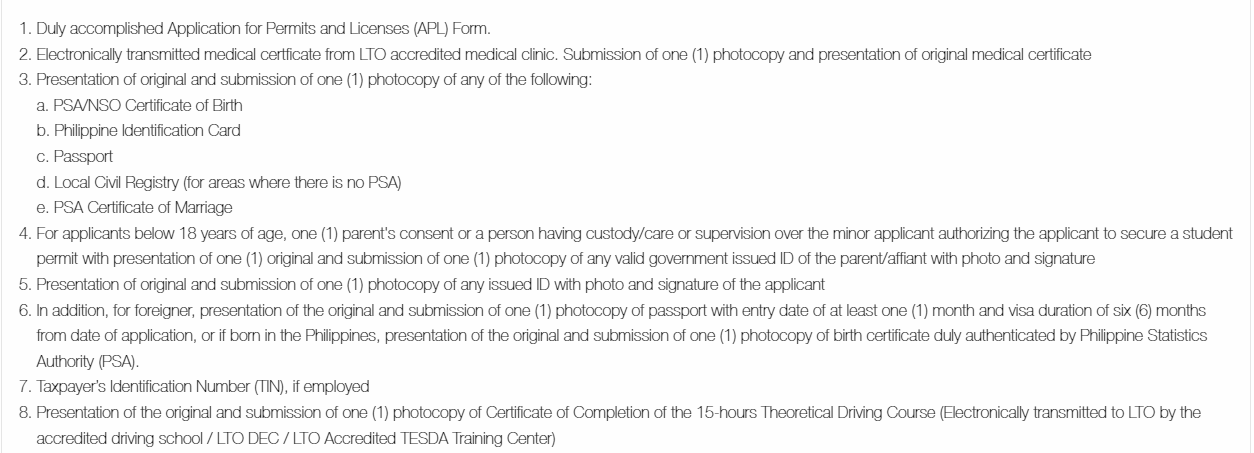 1. Duly accomplished Application for Permits and Licenses (APL) Form.
2. Electronically transmitted medical certficate from LTO accredited medical clinic. Submission of one (1) photocopy and presentation of original medical certificate
3. Presentation of original and submission of one (1) photocopy of any of the following:
a. PSA/NSO Certificate of Birth
b. Philippine Identification Card
c. Passport
d. Local Civil Registry (for areas where there is no PSA)
e. PSA Certificate of Marriage
4. For applicants below 18 years of age, one (1) parent's consent or a person having custody/care or supervision over the minor applicant authorizing the applicant to secure a student
permit with presentation of one (1) original and submission of one (1) photocopy of any valid government issued ID of the parent/affiant with photo and signature
5. Presentation of original and submission of one (1) photocopy of any issued ID with photo and signature of the applicant
6. In addition, for foreigner, presentation of the original and submission of one (1) photocopy of passport with entry date of at least one (1) month and visa duration of six (6) months
from date of application, or if born in the Philippines, presentation of the original and submission of one (1) photocopy of birth certificate duly authenticated by Philippine Statistics
Authority (PSA).
7. Taxpayer's Identification Number (TIN), if employed
8. Presentation of the original and submission of one (1) photocopy of Certificate of Completion of the 15-hours Theoretical Driving Course (Electronically transmitted to LTO by the
accredited driving school / LTO DEC / LTO Accredited TESDA Training Center)